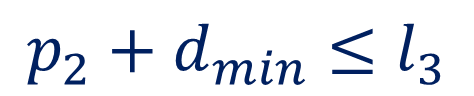 p₂ + d_min ≤ l₃